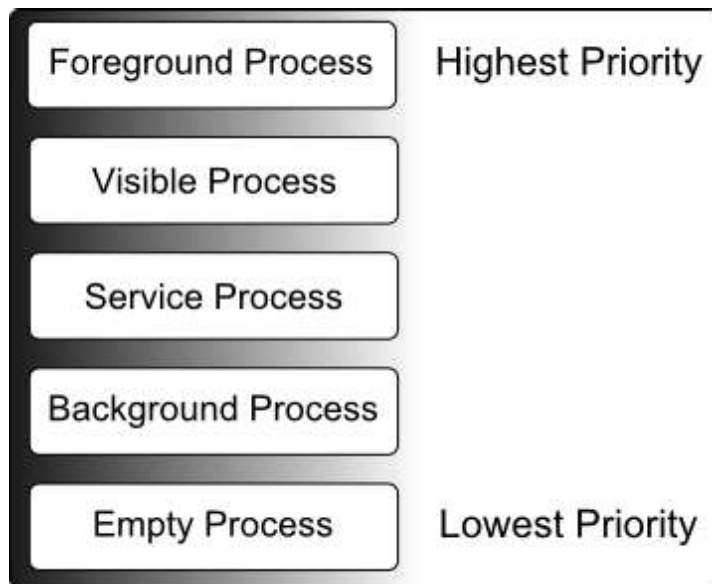 Foreground Process Highest Priority
Visible Process
Service Process
Background Process
Empty Process Lowest Priority